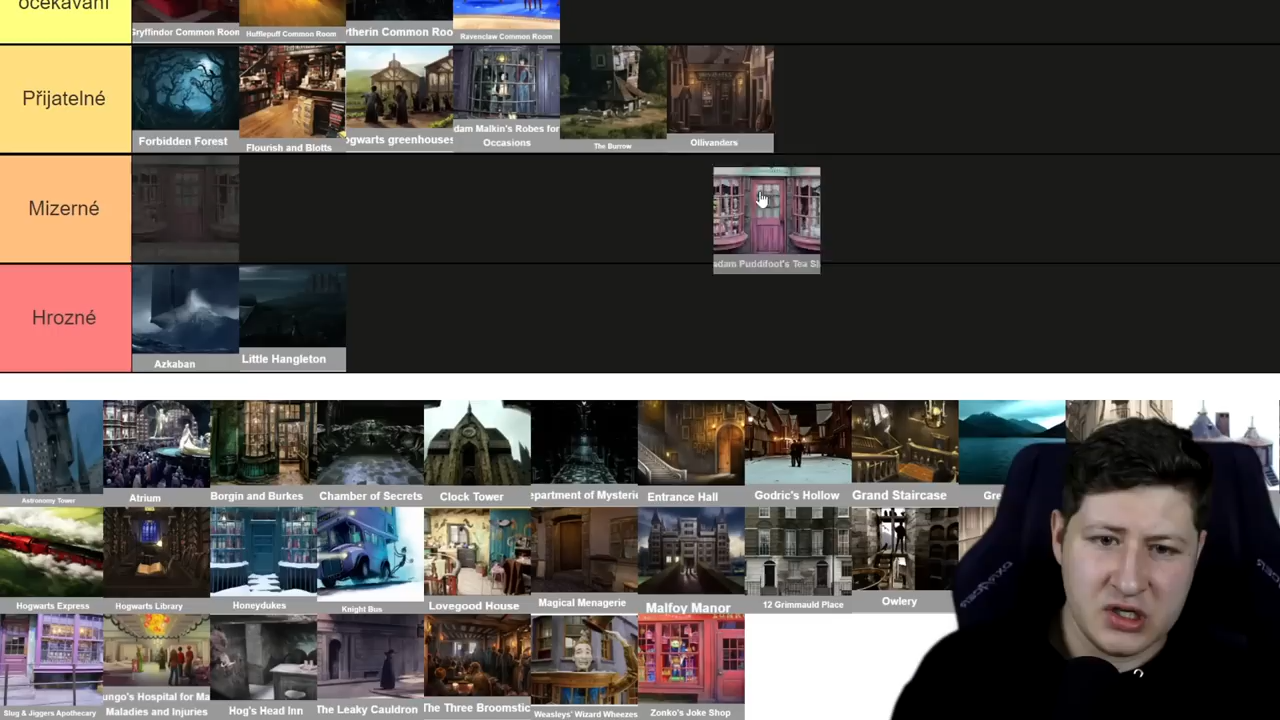 očekávání
Gryffindor Common Room
Hufflepuff Common Room
ytherin Common Roo
Ravenclaw Common Room
Přijatelné
Forbidden Forest
Flourish and Blotts
ogwarts greenhouses
dam Malkin's Robes for
Occasions
The Burrow
Ollivanders
Mizerné
adam Puddifoot's Tea Sh
Hrozné
Azkaban
Little Hangleton
Astronomy Tower
Atrium
Borgin and Burkes
Chamber of Secrets
Clock Tower
epartment of Mysterie
Entrance Hall
Godric's Hollow
Grand Staircase
Gre
Hogwarts Express
Hogwarts Library
Honeydukes
Knight Bus
Lovegood House
Magical Menagerie
Malfoy Manor
12 Grimmauld Place
Owlery
Slug & Jiggers Apothecary
ungo's Hospital for Ma
Maladies and Injuries
Hog's Head Inn
The Leaky Cauldron
The Three Broomstic
Weasleys' Wizard Wheezes
Zonko's Joke Shop